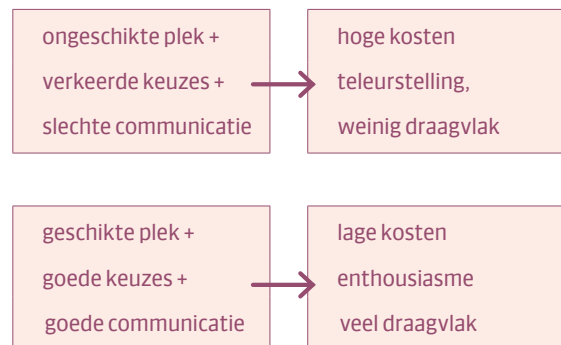 ongeschikte plek +
verkeerde keuzes +
slechte communicatie
hoge kosten
teleurstelling,
weinig draagvlak
geschikte plek +
goede keuzes +
goede communicatie
lage kosten
enthousiasme
veel draagvlak